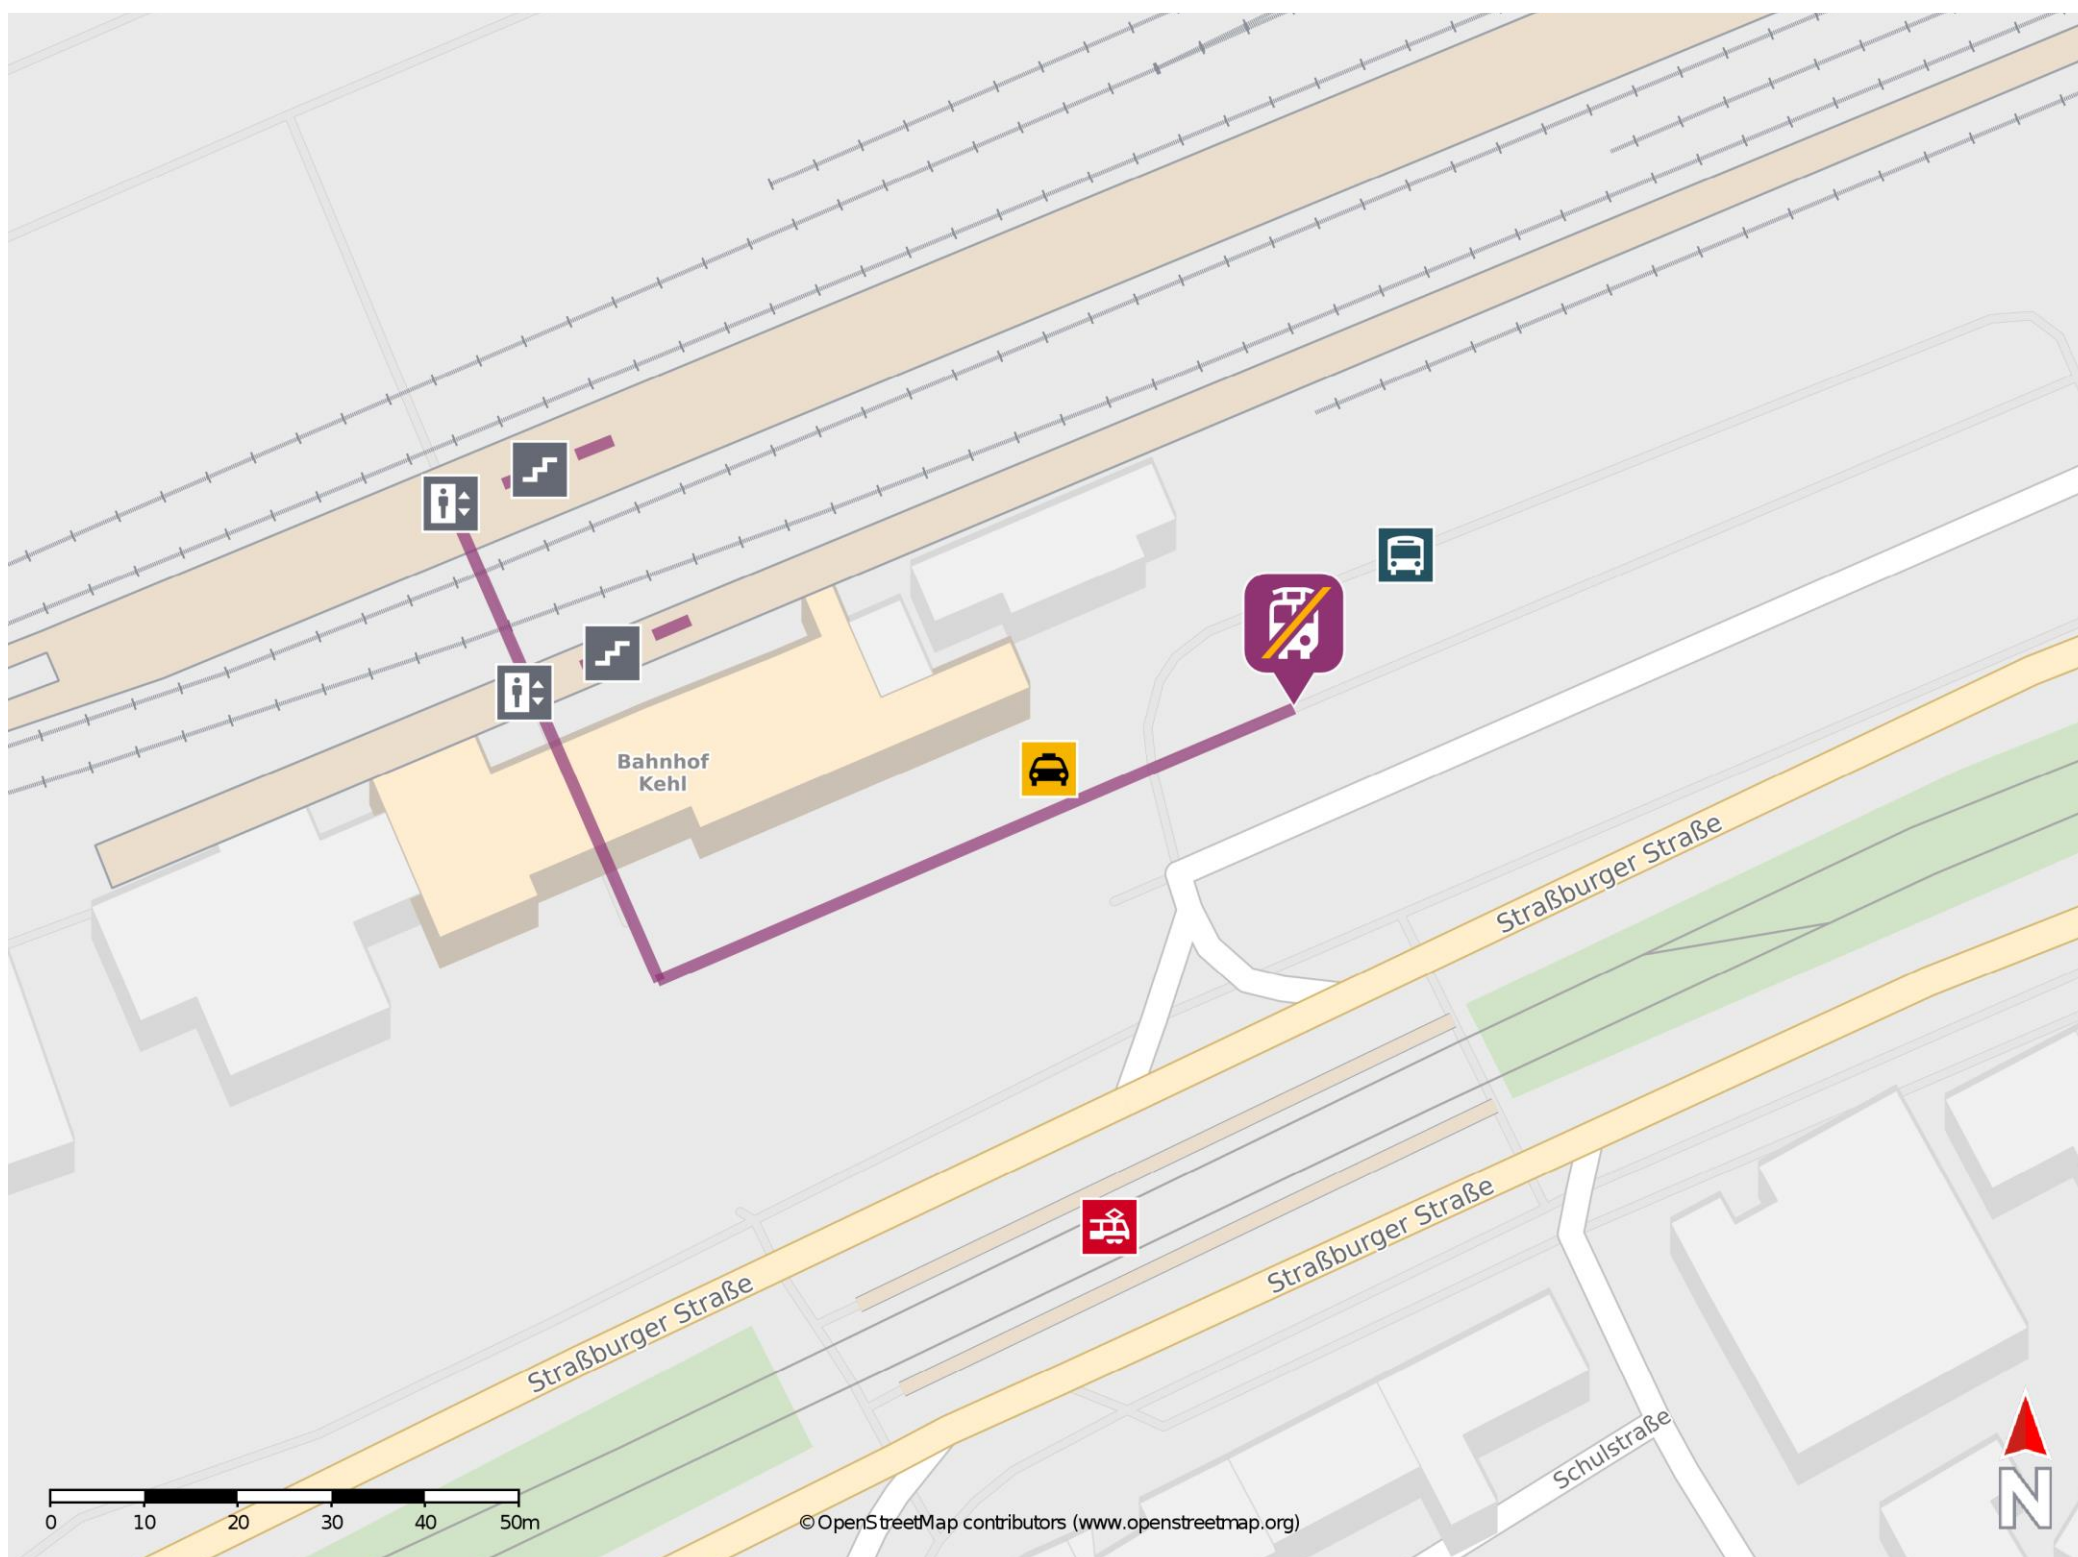 Bahnhof
Kehl
Straßburger Straße
Straßburger Straße
Straßburger Straße
Schulstraße
0 10 20 30 40 50m
© OpenStreetMap contributors (www.openstreetmap.org)
N